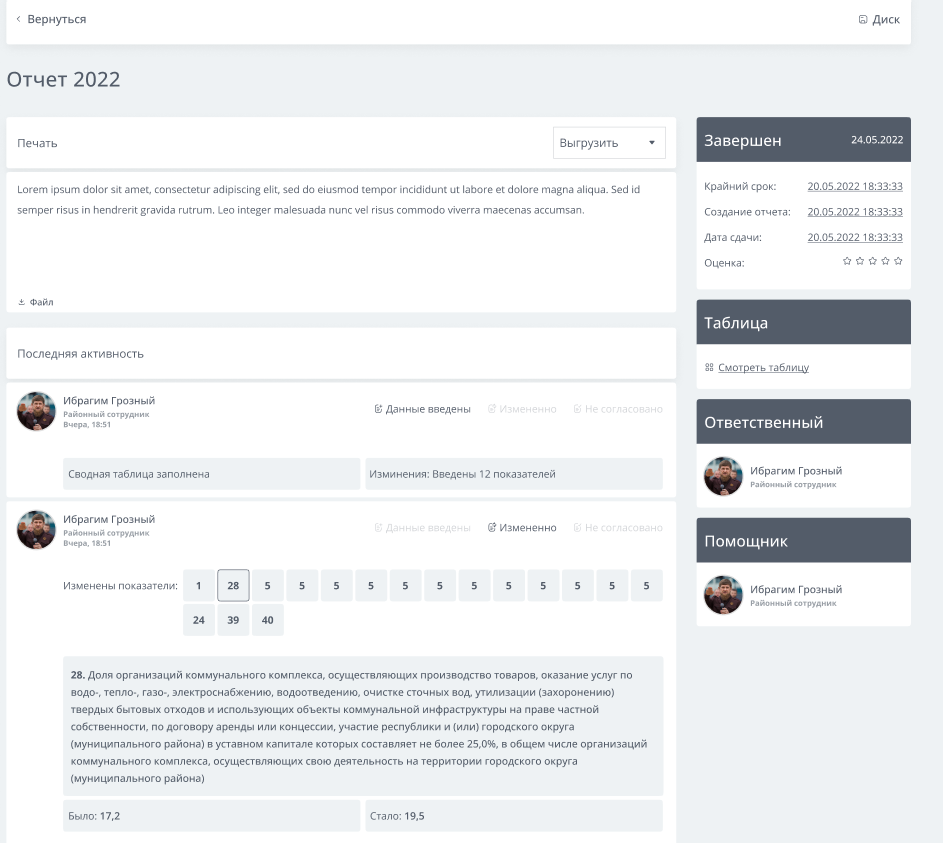 Вернуться
Диск
Отчет 2022
Печать
Выгрузить
Lorem ipsum dolor sit amet, consectetur adipiscing elit, sed do eiusmod tempor incididunt ut labore et dolore magna aliqua. Sed id
semper risus in hendrerit gravida rutrum. Leo integer malesuada nunc vel risus commodo viverra maecenas accumsan.
Файл
Последняя активность
Ибрагим Грозный
Районный сотрудник
Вчера, 18:51
Данные введены Измененно Не согласовано
Сводная таблица заполнена
Изминения: Введены 12 показателей
Ибрагим Грозный
Районный сотрудник
Вчера, 18:51
Данные введены Измененно Не согласовано
Изменены показатели: 1 28 5 5 5 5 5 5 5 5 5 5 5 5
24 39 40
28. Доля организаций коммунального комплекса, осуществляющих производство товаров, оказание услуг по
водо-, тепло-, газо-, электроснабжению, водоотведению, очистке сточных вод, утилизации (захоронению)
твердых бытовых отходов и использующих объекты коммунальной инфраструктуры на праве частной
собственности, по договору аренды или концессии, участие республики и (или) городского округа
(муниципального района) в уставном капитале которых составляет не более 25,0%, в общем числе организаций
коммунального комплекса, осуществляющих свою деятельность на территории городского округа
(муниципального района)
Было: 17,2
Стало: 19,5
Завершен 24.05.2022
Крайний срок: 20.05.2022 18:33:33
Создание отчета: 20.05.2022 18:33:33
Дата сдачи: 20.05.2022 18:33:33
Оценка:
Таблица
Смотреть таблицу
Ответственный
Ибрагим Грозный
Районный сотрудник
Помощник
Ибрагим Грозный
Районный сотрудник